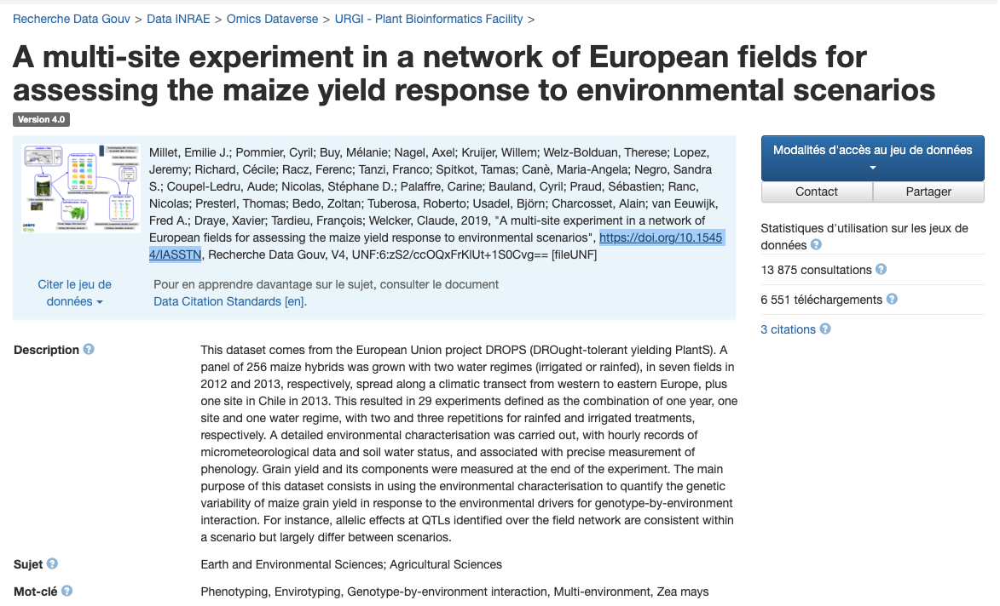 Recherche Data Gouv > Data INRAE > Omics Dataverse > URGI - Plant Bioinformatics Facility >
A multi-site experiment in a network of European fields for
assessing the maize yield response to environmental scenarios
Version 4.0
Millet, Emilie J.; Pommier, Cyril; Buy, Mélanie; Nagel, Axel; Kruijer, Willem; Welz-Bolduan, Therese; Lopez,
Jeremy; Richard, Cécile; Racz, Ferenc; Tanzi, Franco; Spitkot, Tamas; Canè, Maria-Angela; Negro, Sandra
S.; Coupel-Ledru, Aude; Nicolas, Stéphane D.; Palaffre, Carine; Bauland, Cyril; Praud, Sébastien; Ranc,
Nicolas; Presterl, Thomas; Bedo, Zoltan; Tuberosa, Roberto; Usadel, Björn; Charcosset, Alain; van Eeuwijk,
Fred A.; Draye, Xavier; Tardieu, François; Welcker, Claude, 2019, "A multi-site experiment in a network of
European fields for assessing the maize yield response to environmental scenarios", https://doi.org/10.1545
4/IASSTN, Recherche Data Gouv, V4, UNF:6:zS2/ccOQxFrKlUt+1S0Cvg== [fileUNF]
Citer le jeu de
données
Pour en apprendre davantage sur le sujet, consulter le document
Data Citation Standards [en].
Modalités d'accès au jeu de données
Contact
Partager
Statistiques d'utilisation sur les jeux de
données ?
13 875 consultations ?
6 551 téléchargements ?
3 citations ?
Description ?
This dataset comes from the European Union project DROPS (DROught-tolerant yielding PlantS). A
panel of 256 maize hybrids was grown with two water regimes (irrigated or rainfed), in seven fields in
2012 and 2013, respectively, spread along a climatic transect from western to eastern Europe, plus
one site in Chile in 2013. This resulted in 29 experiments defined as the combination of one year, one
site and one water regime, with two and three repetitions for rainfed and irrigated treatments,
respectively. A detailed environmental characterisation was carried out, with hourly records of
micrometeorological data and soil water status, and associated with precise measurement of
phenology. Grain yield and its components were measured at the end of the experiment. The main
purpose of this dataset consists in using the environmental characterisation to quantify the genetic
variability of maize grain yield in response to the environmental drivers for genotype-by-environment
interaction. For instance, allelic effects at QTLs identified over the field network are consistent within
a scenario but largely differ between scenarios.
Sujet ?
Earth and Environmental Sciences; Agricultural Sciences
Mot-clé ?
Phenotyping, Envirotyping, Genotype-by-environment interaction, Multi-environment, Zea mays